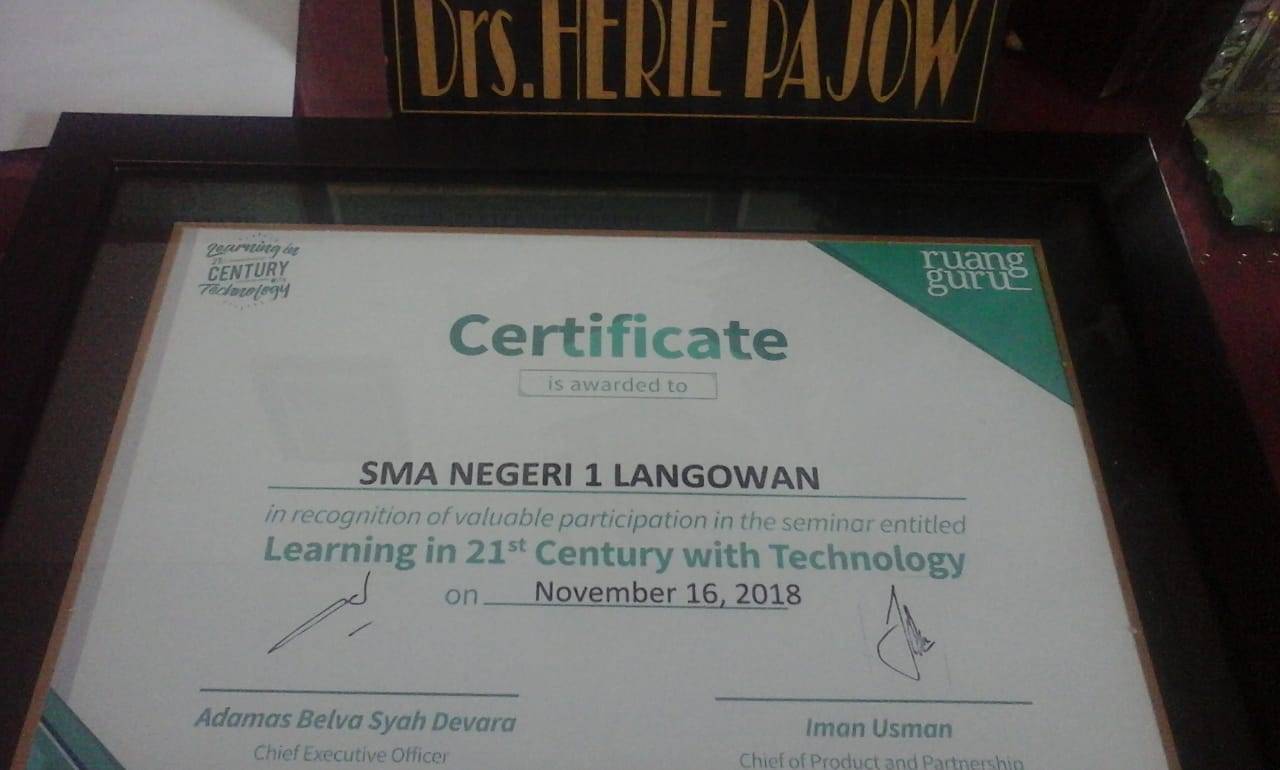 Drs.HERIE PAJOW
Learning in
CENTURY
Technology
ruang
guru
Certificate
is awarded to
SMA NEGERI 1 LANGOWAN
in recognition of valuable participation in the seminar entitled
Learning in 21st Century with Technology
on November 16, 2018
Adamas Belva Syah Devara
Iman Usman
Chief Executive Officer
Chief of Product and Partnership